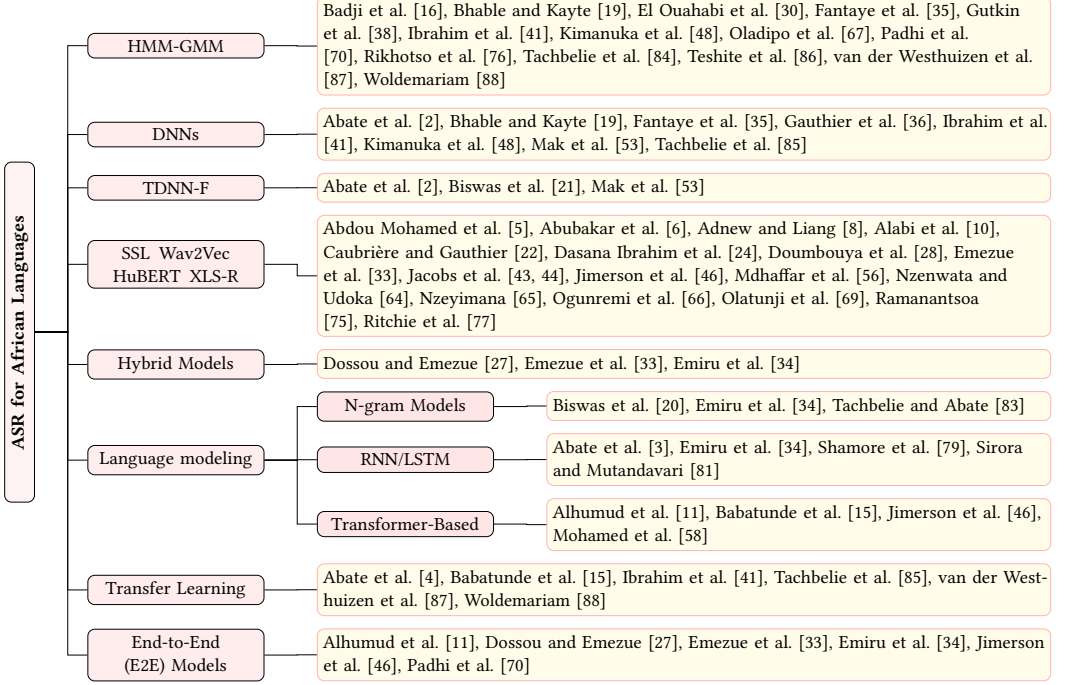 ASR for African Languages
HMM-GMM
Badji et al. [16], Bhable and Kayte [19], El Ouahabi et al. [30], Fantaye et al. [35], Gutkin
et al. [38], Ibrahim et al. [41], Kimanuka et al. [48], Oladipo et al. [67], Padhi et al.
[70], Rikhotso et al. [76], Tachbelie et al. [84], Teshite et al. [86], van der Westhuizen et al.
[87], Woldemariam [88]
DNNs
Abate et al. [2], Bhable and Kayte [19], Fantaye et al. [35], Gauthier et al. [36], Ibrahim et al.
[41], Kimanuka et al. [48], Mak et al. [53], Tachbelie et al. [85]
TDNN-F
Abate et al. [2], Biswas et al. [21], Mak et al. [53]
SSL Wav2Vec
HuBERT XLS-R
Abdou Mohamed et al. [5], Abubakar et al. [6], Adnew and Liang [8], Alabi et al. [10],
Caubrière and Gauthier [22], Dasana Ibrahim et al. [24], Doumbouya et al. [28], Emezue
et al. [33], Jacobs et al. [43, 44], Jimerson et al. [46], Mdhaffar et al. [56], Nzenwata and
Udoka [64], Nzeyimana [65], Ogunremi et al. [66], Olatunji et al. [69], Ramanantsoa
[75], Ritchie et al. [77]
Hybrid Models
Dossou and Emezue [27], Emezue et al. [33], Emiru et al. [34]
Language modeling
N-gram Models
Biswas et al. [20], Emiru et al. [34], Tachbelie and Abate [83]
RNN/LSTM
Abate et al. [3], Emiru et al. [34], Shamore et al. [79], Sirora
and Mutandavari [81]
Transformer-Based
Alhumud et al. [11], Babatunde et al. [15], Jimerson et al. [46],
Mohamed et al. [58]
Transfer Learning
Abate et al. [4], Babatunde et al. [15], Ibrahim et al. [41], Tachbelie et al. [85], van der West-
huizen et al. [87], Woldemariam [88]
End-to-End
(E2E) Models
Alhumud et al. [11], Dossou and Emezue [27], Emezue et al. [33], Emiru et al. [34], Jimerson
et al. [46], Padhi et al. [70]